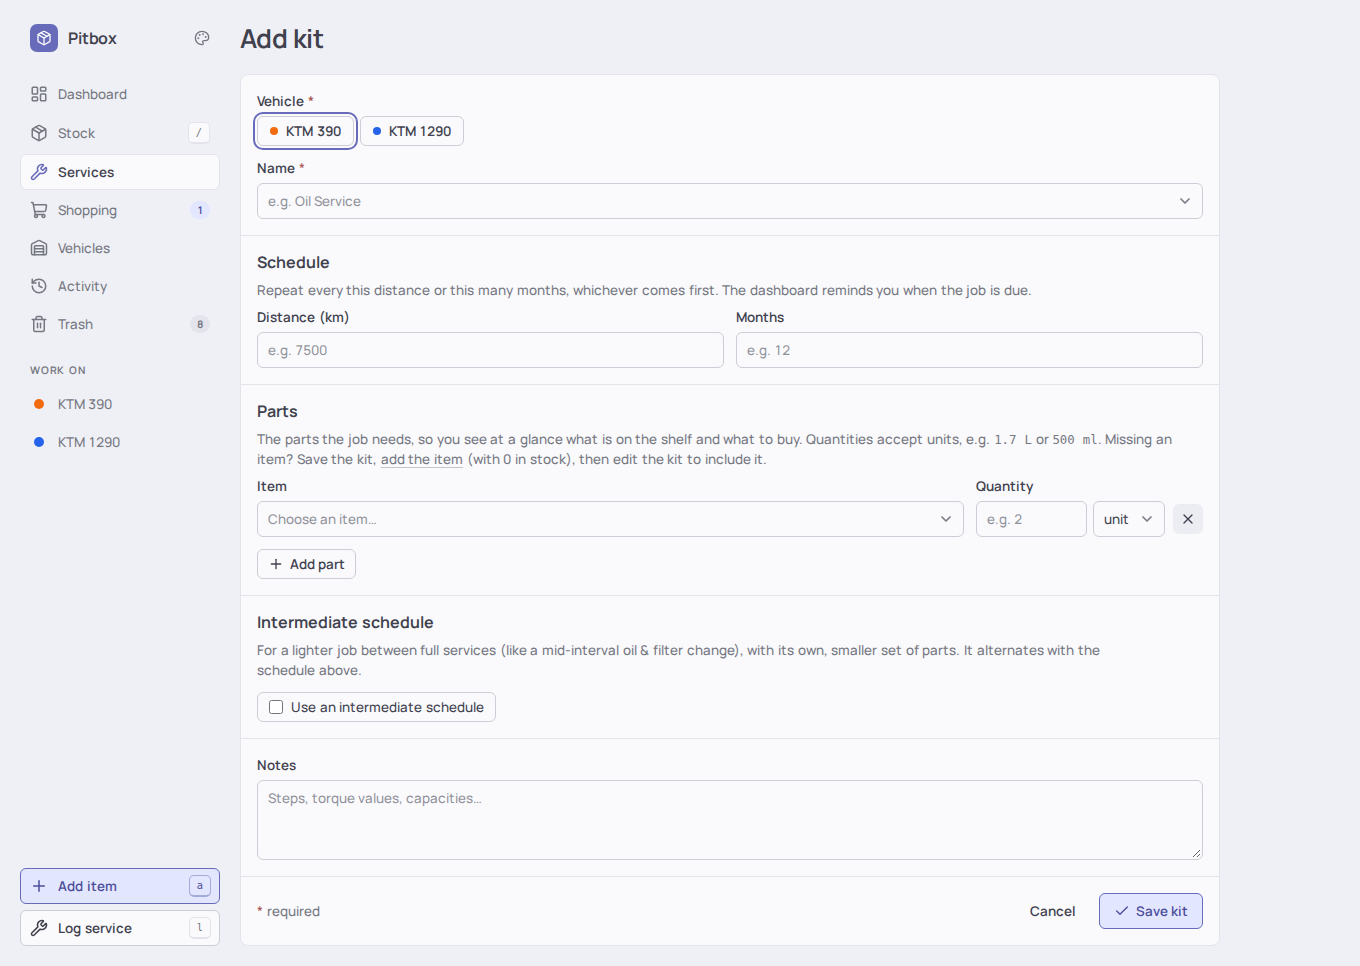 Pitbox
Dashboard
Stock /
Services
Shopping 1
Vehicles
Activity
Trash 8
WORK ON
KTM 390
KTM 1290
Add item a
Log service l
Add kit
Vehicle *
KTM 390 KTM 1290
Name *
e.g. Oil Service
Schedule
Repeat every this distance or this many months, whichever comes first. The dashboard reminds you when the job is due.
Distance (km) Months
e.g. 7500 e.g. 12
Parts
The parts the job needs, so you see at a glance what is on the shelf and what to buy. Quantities accept units, e.g. 1.7 L or 500 ml. Missing an
item? Save the kit, add the item (with 0 in stock), then edit the kit to include it.
Item Quantity
Choose an item... e.g. 2 unit
Add part
Intermediate schedule
For a lighter job between full services (like a mid-interval oil & filter change), with its own, smaller set of parts. It alternates with the
schedule above.
Use an intermediate schedule
Notes
Steps, torque values, capacities...
* required Cancel Save kit